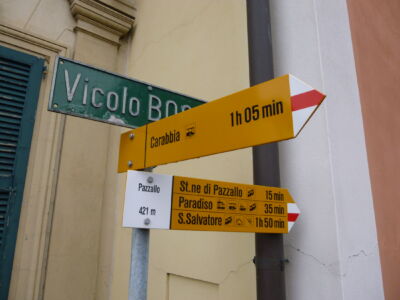 Vicolo
Carabbia 1h 05 min
Pazzallo
421 m
St.ne di Pazzallo 15 min
Paradiso 35 min
S. Salvatore 1h 50 min